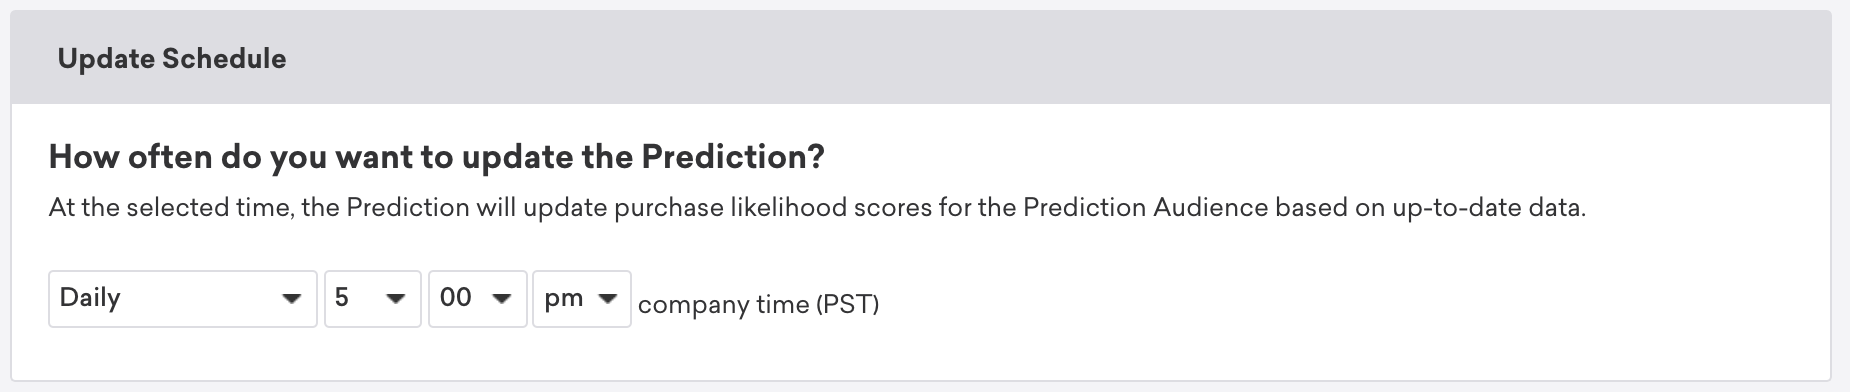 Update Schedule
How often do you want to update the Prediction?
At the selected time, the Prediction will update purchase likelihood scores for the Prediction Audience based on up-to-date data.
Daily 5 00 pm company time (PST)